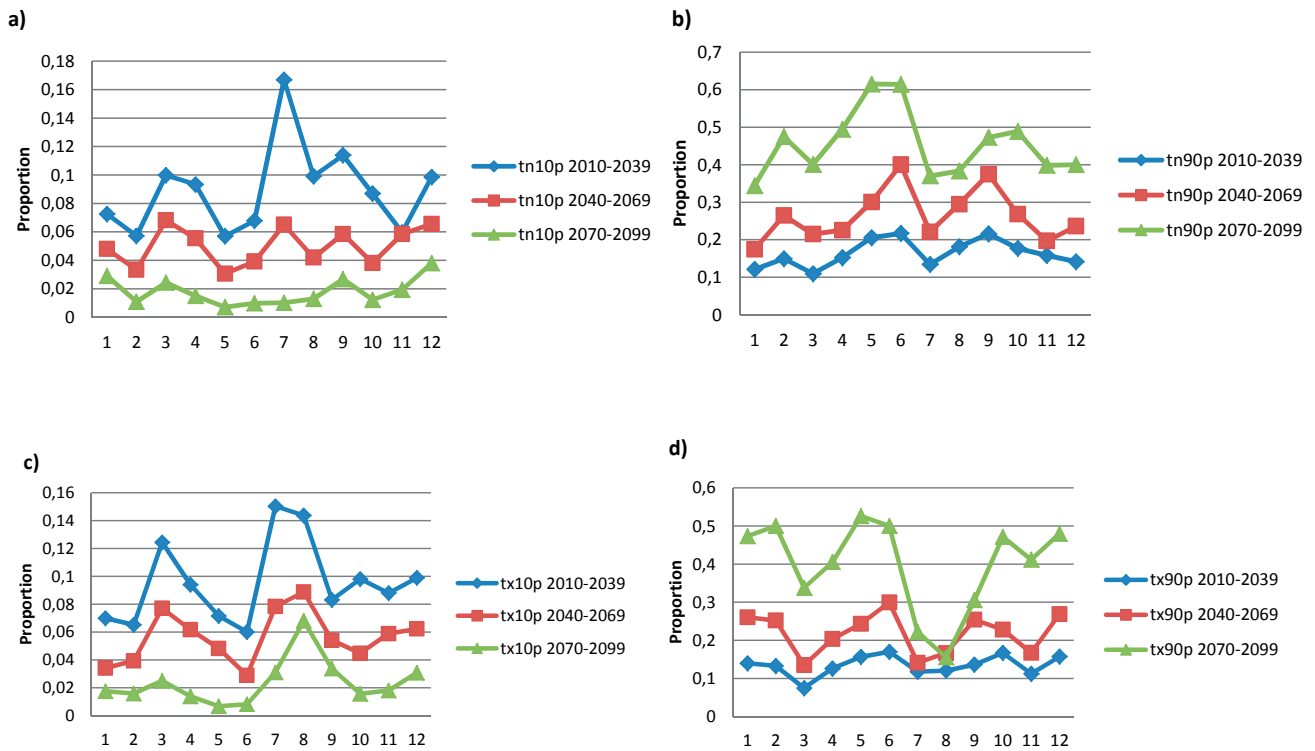 a)
0,18
0,16
0,14
0,12
0,1
0,08
0,06
0,04
0,02
0
Proportion
1 2 3 4 5 6 7 8 9 10 11 12
tn10p 2010-2039
tn10p 2040-2069
tn10p 2070-2099
b)
0,7
0,6
0,5
0,4
0,3
0,2
0,1
0
Proportion
1 2 3 4 5 6 7 8 9 10 11 12
tn90p 2010-2039
tn90p 2040-2069
tn90p 2070-2099
c)
0,16
0,14
0,12
0,1
0,08
0,06
0,04
0,02
0
Proportion
1 2 3 4 5 6 7 8 9 10 11 12
tx10p 2010-2039
tx10p 2040-2069
tx10p 2070-2099
d)
0,6
0,5
0,4
0,3
0,2
0,1
0
Proportion
1 2 3 4 5 6 7 8 9 10 11 12
tx90p 2010-2039
tx90p 2040-2069
tx90p 2070-2099